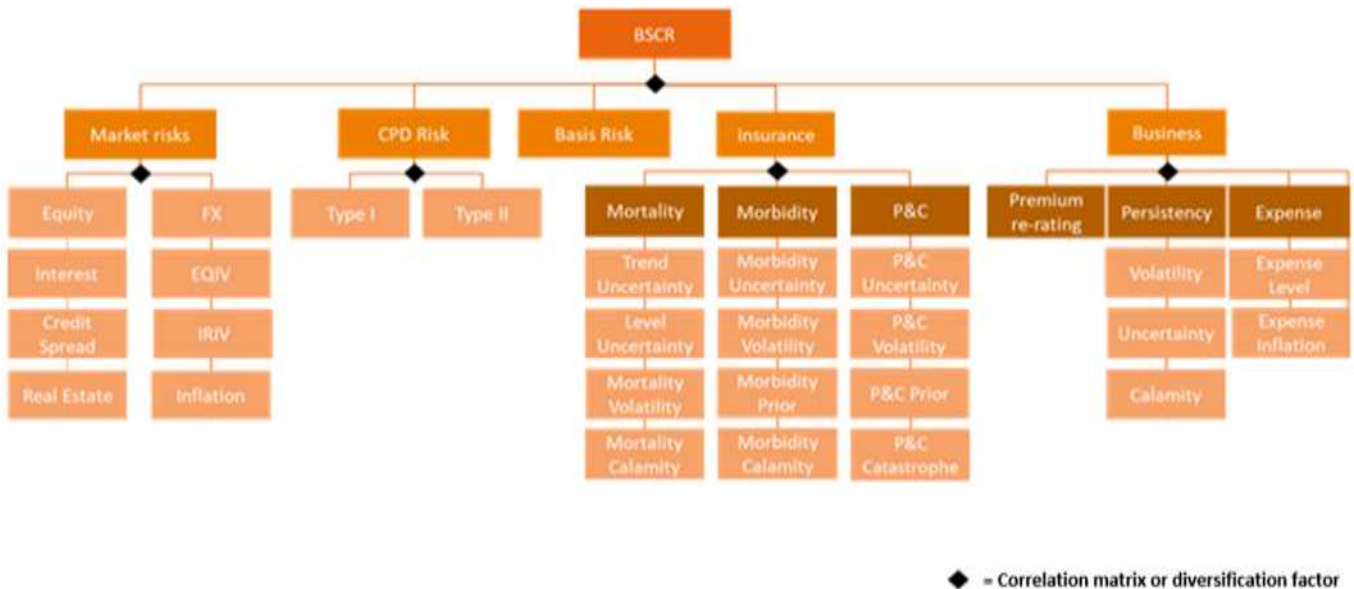 BSCR
Market risks
CPD Risk
Basis Risk
Insurance
Business
Equity
FX
Type I
Type II
Mortality
Morbidity
P&C
Premium
re-rating
Persistency
Expense
Interest
EQIV
Trend
Uncertainty
Morbidity
Uncertainty
P&C
Uncertainty
Volatility
Expense
Level
Credit
Spread
IRIV
Level
Uncertainty
Morbidity
Volatility
P&C
Volatility
Uncertainty
Expense
Inflation
Real Estate
Inflation
Mortality
Volatility
Morbidity
Prior
P&C Prior
Calamity
Mortality
Calamity
Morbidity
Calamity
P&C
Catastrophe
= Correlation matrix or diversification factor